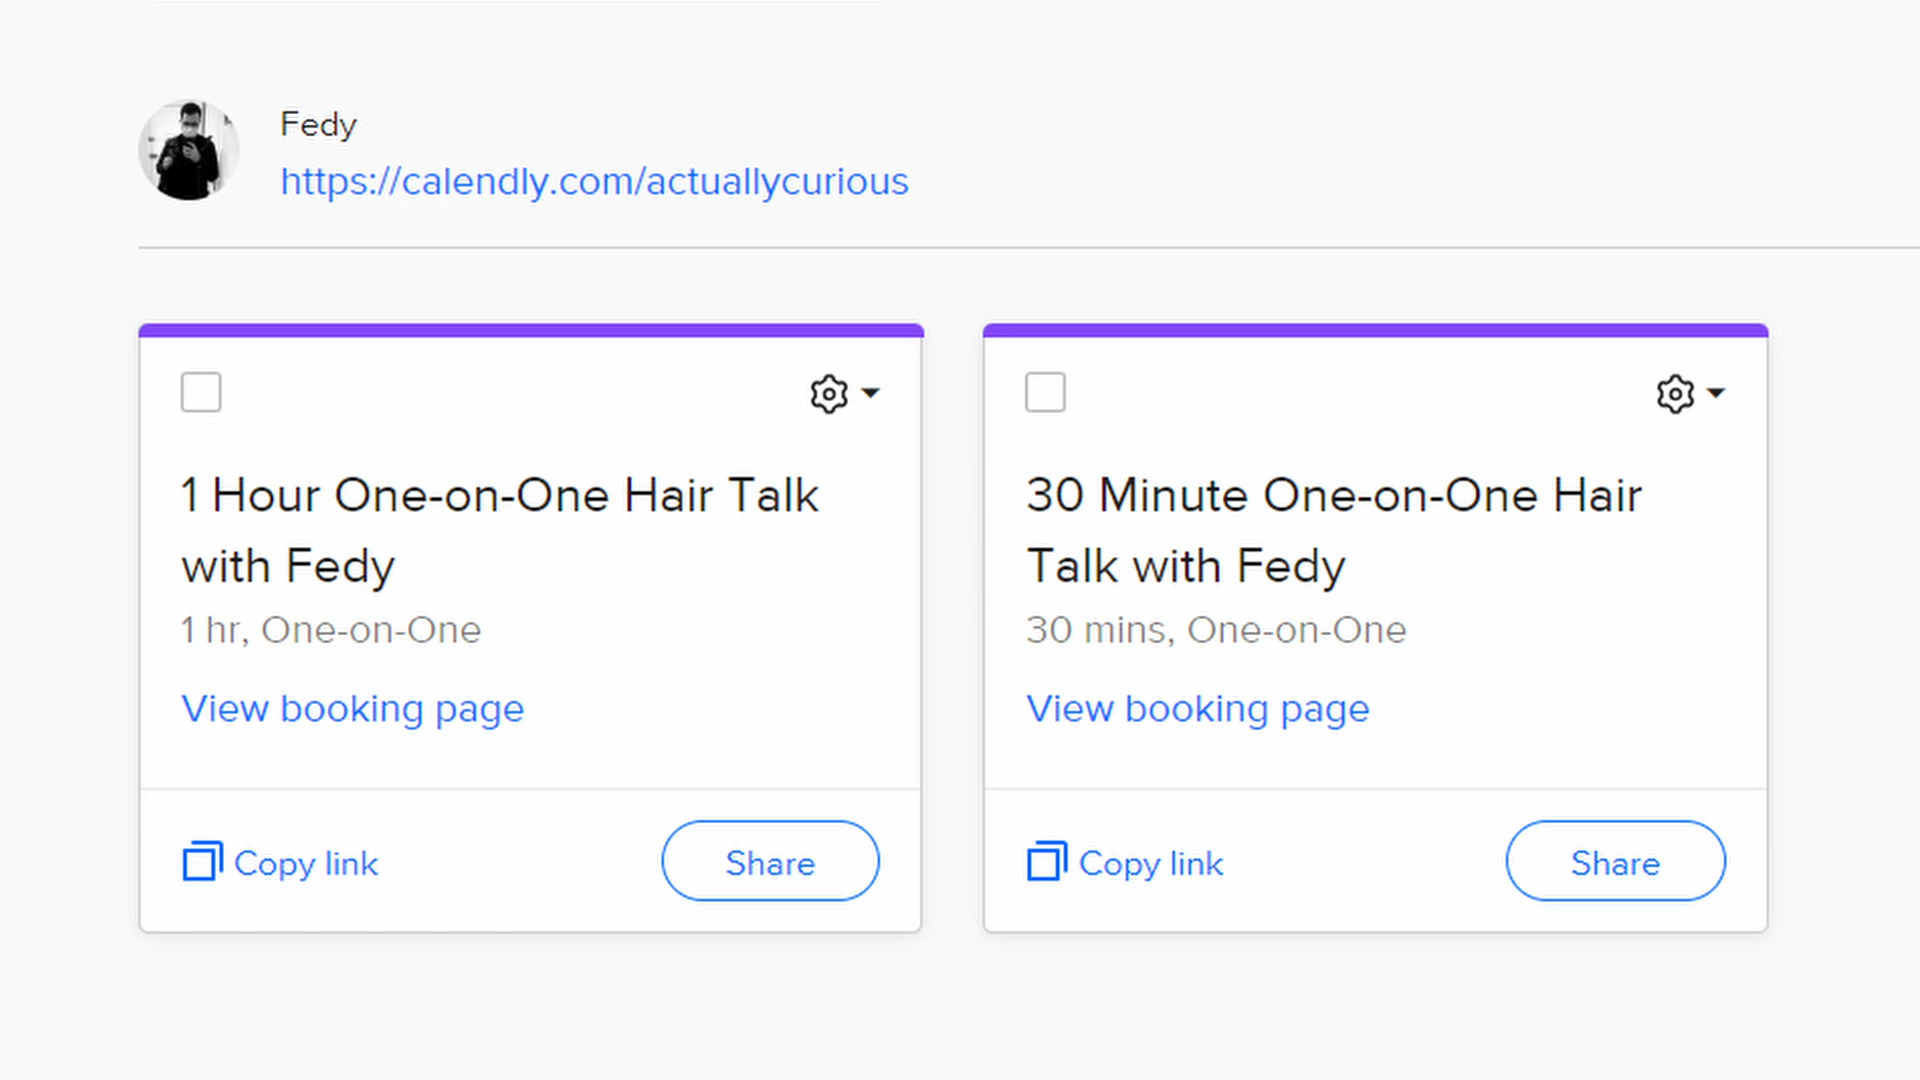 Fedy
https://calendly.com/actuallycurious
1 Hour One-on-One Hair Talk
with Fedy
1 hr, One-on-One
View booking page
Copy link
Share
30 Minute One-on-One Hair
Talk with Fedy
30 mins, One-on-One
View booking page
Copy link
Share